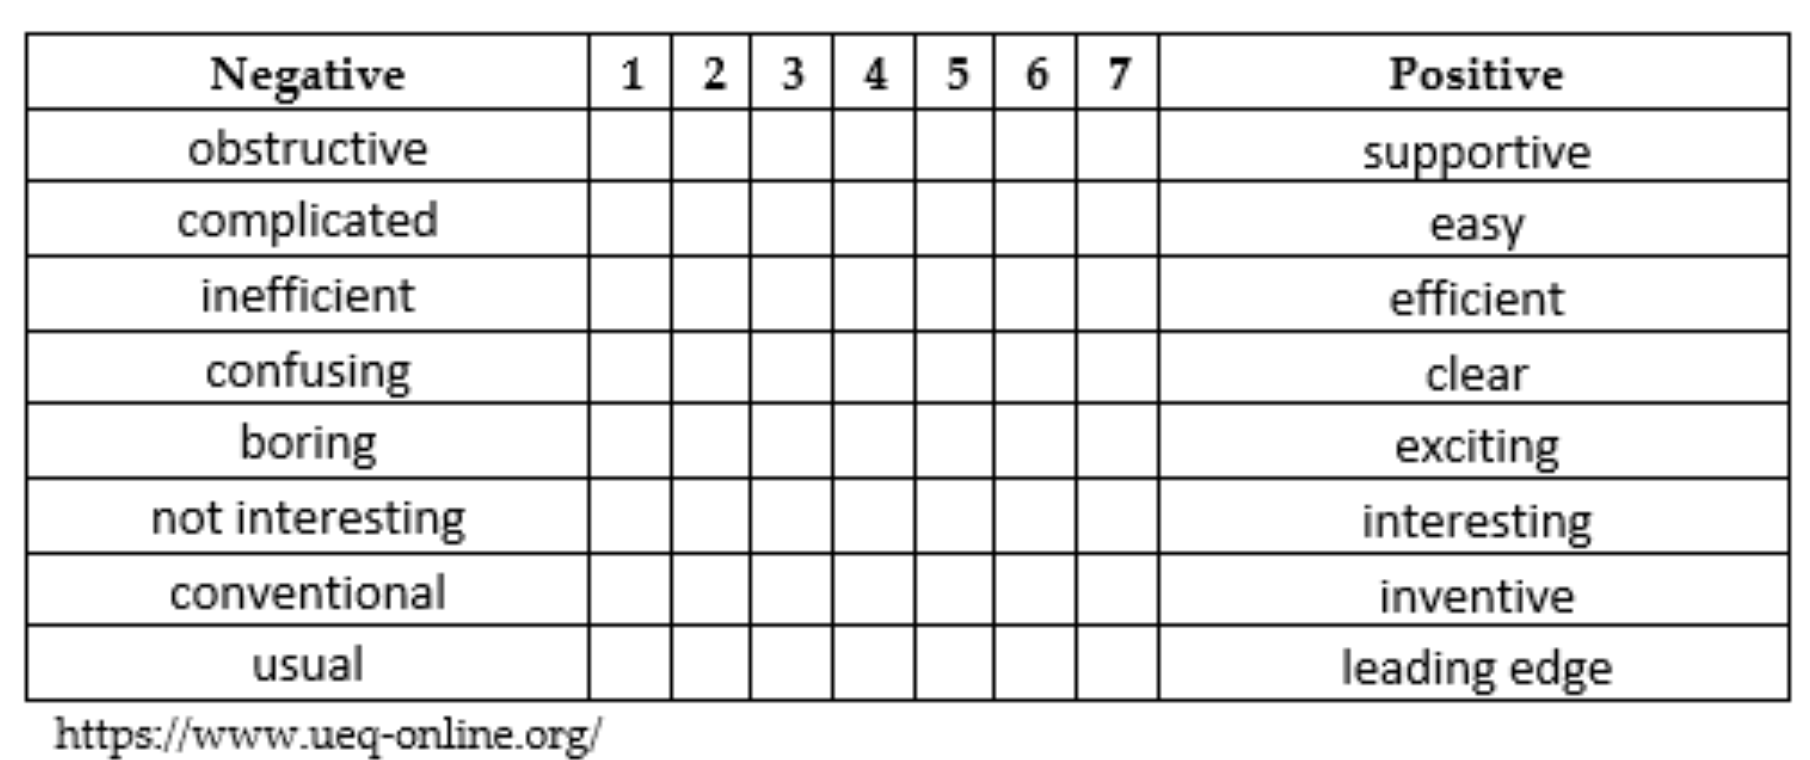 Negative 1 2 3 4 5 6 7 Positive
obstructive supportive
complicated easy
inefficient efficient
confusing clear
boring exciting
not interesting interesting
conventional inventive
usual leading edge
https://www.ueq-online.org/